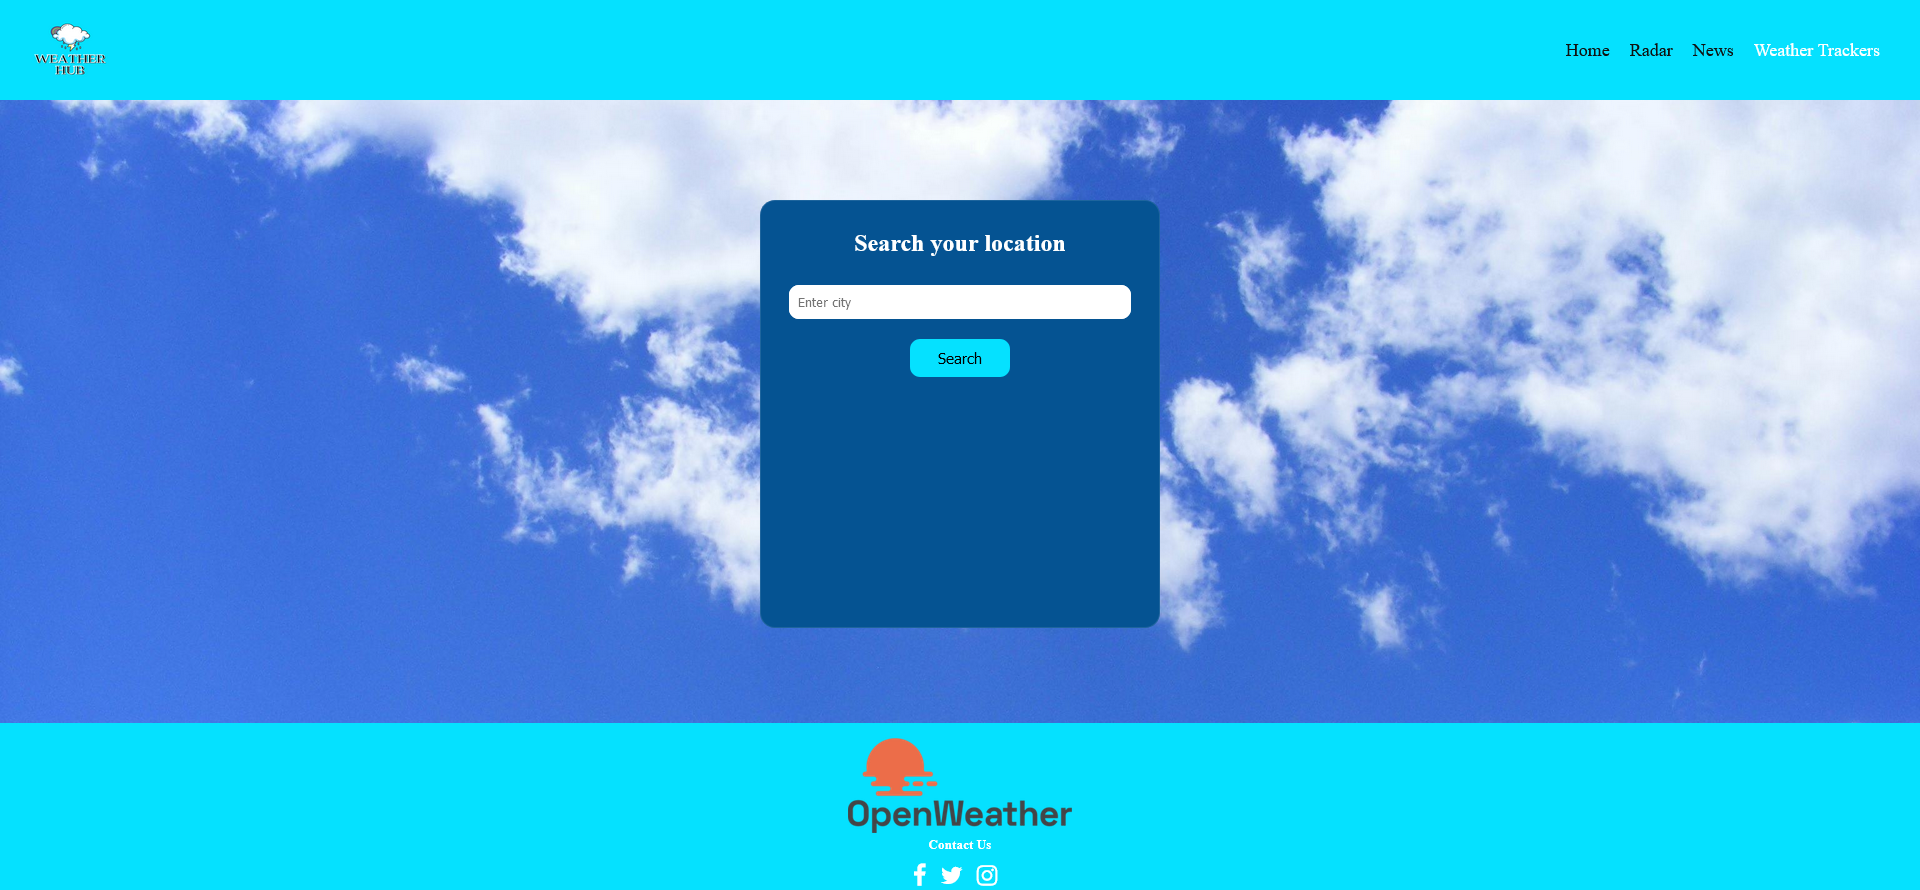 WEATHER
HUB
Home Radar News Weather Trackers
Search your location
Enter city
Search
OpenWeather
Contact Us